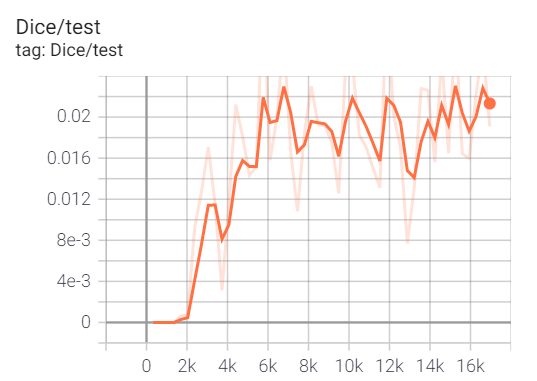 Dice/test
tag: Dice/test
0.02
0.016
0.012
8e-3
4e-3
0
0 2k 4k 6k 8k 10k 12k 14k 16k